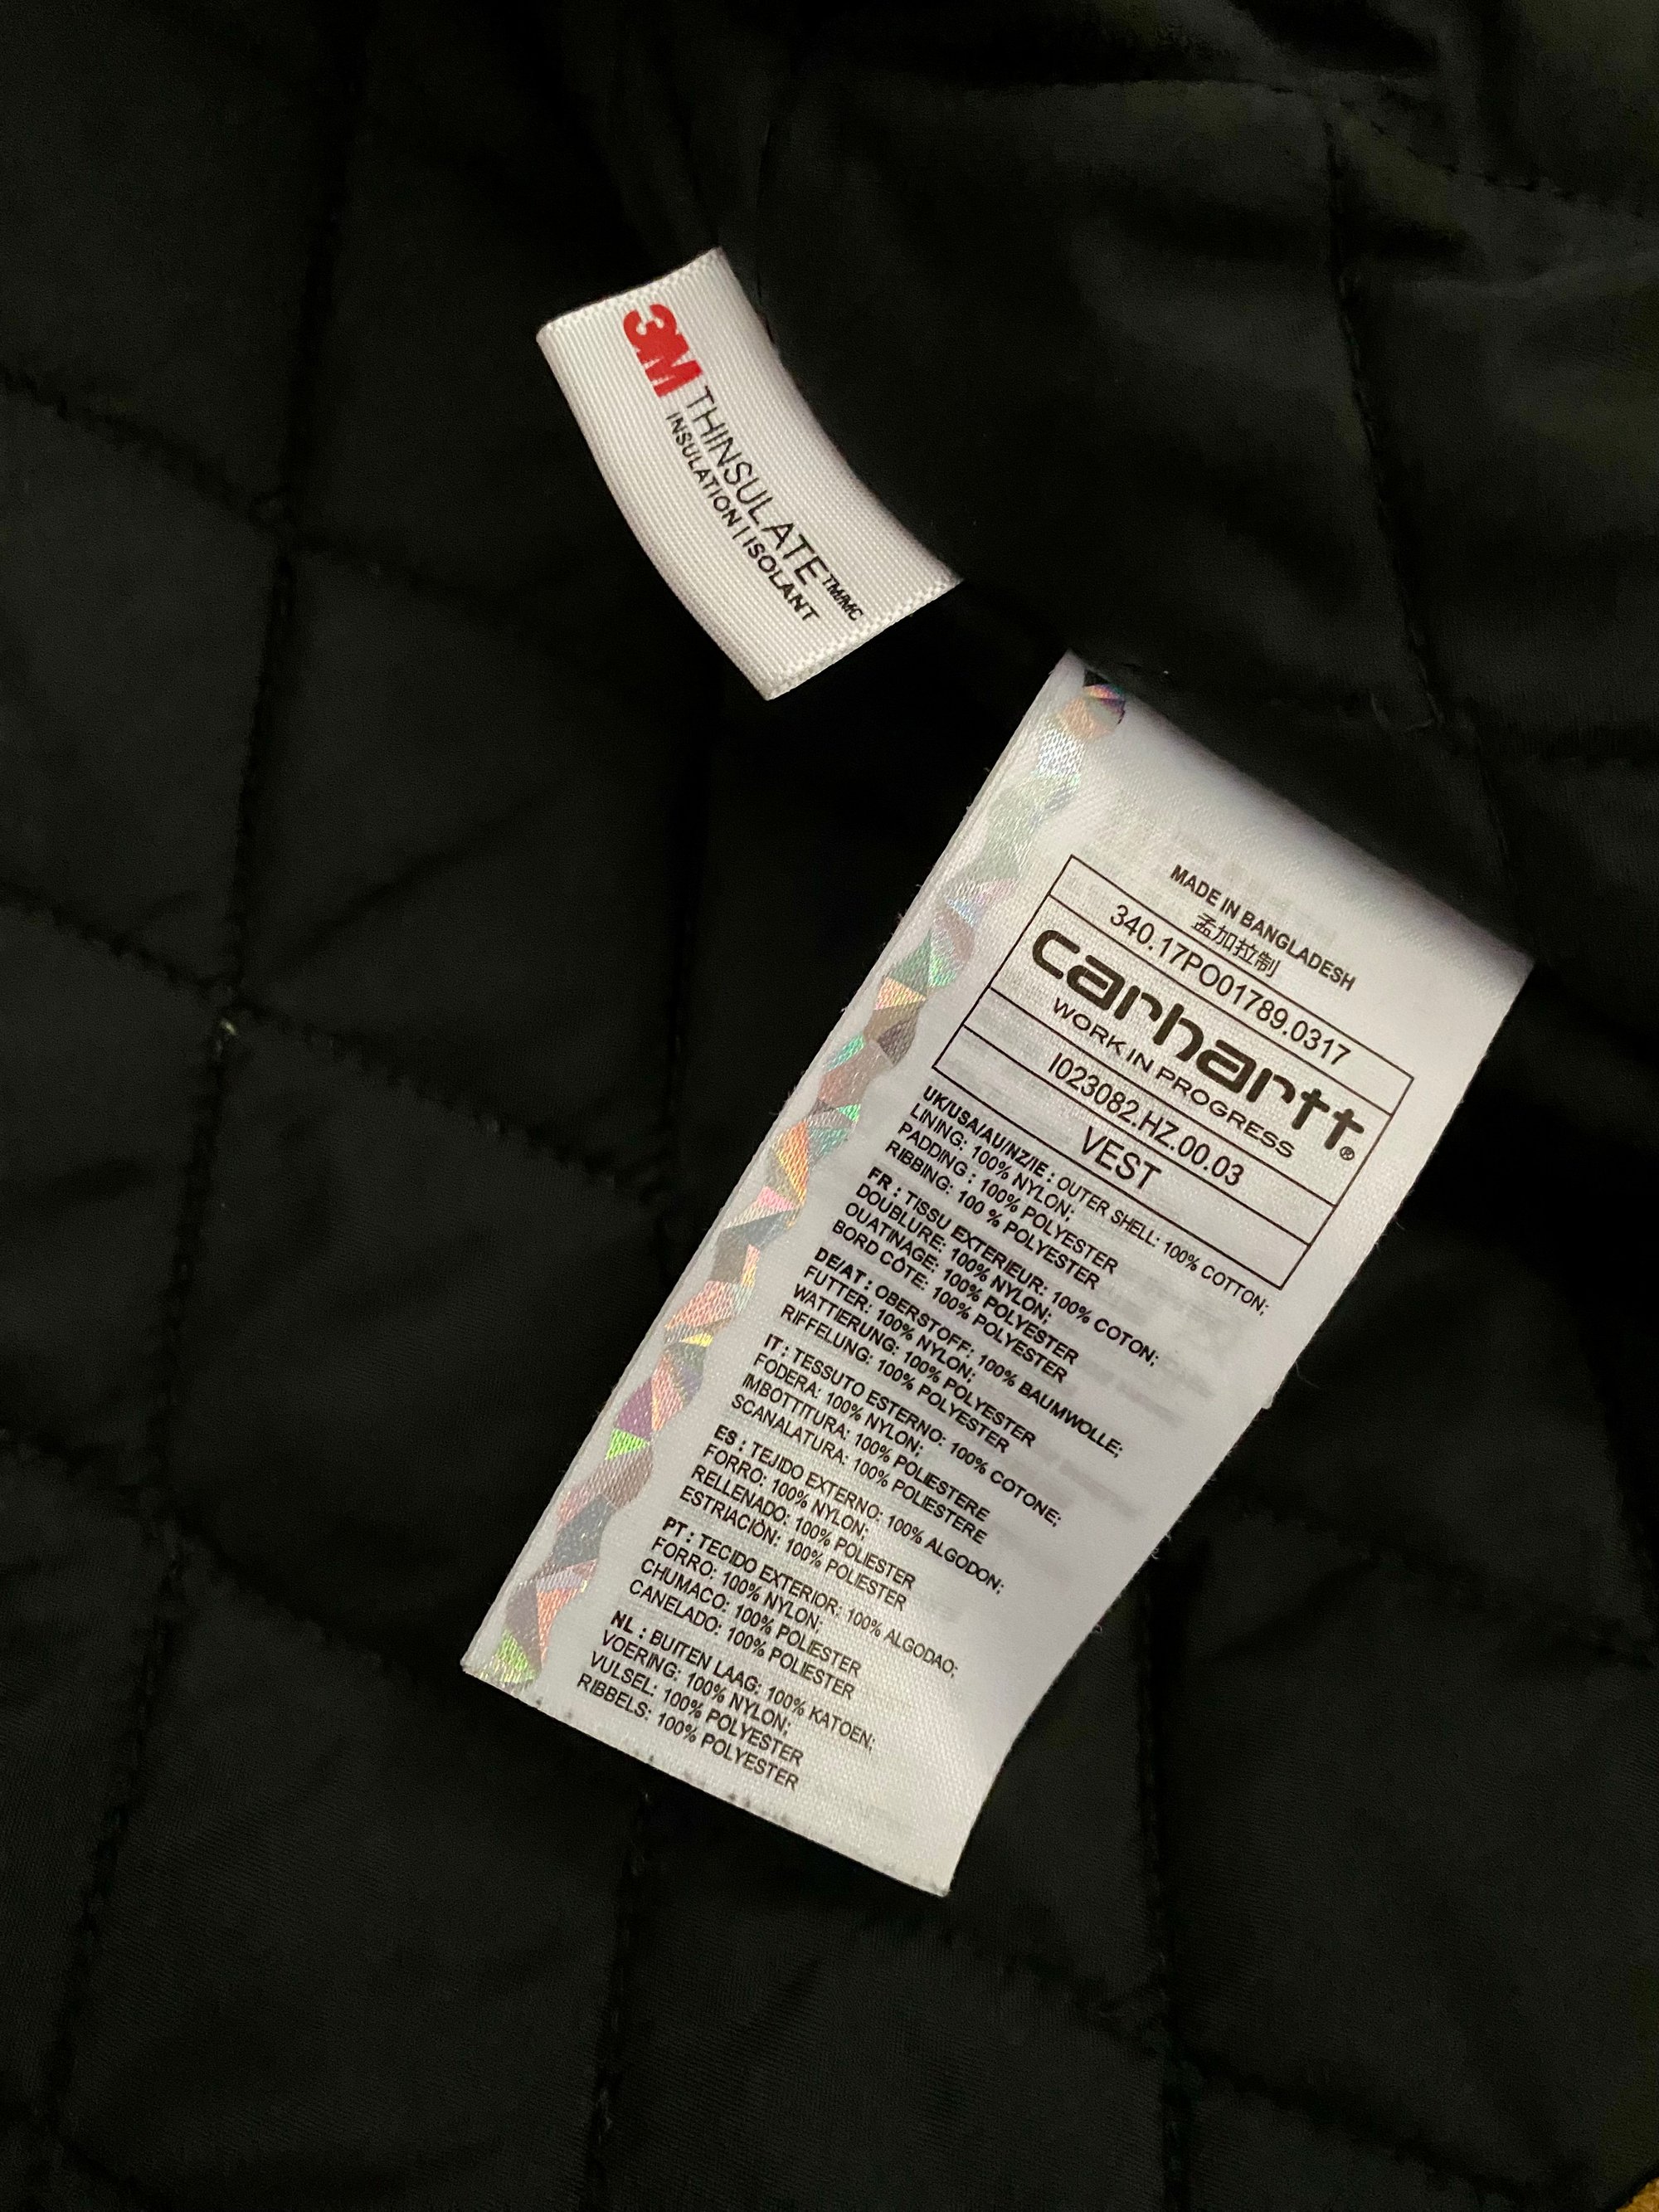 3M THINSULATE™/MC
INSULATION | ISOLANT
MADE IN BANGLADESH
孟加拉制
340.17PO01789.0317
carhartt®
WORK IN PROGRESS
I023082.HZ.00.03
VEST
UK/USA/AU/NZ/IE : OUTER SHELL: 100% COTTON;
LINING: 100% NYLON;
PADDING : 100% POLYESTER
RIBBING: 100 % POLYESTER
FR : TISSU EXTERIEUR: 100% COTON;
DOUBLURE: 100% NYLON;
OUATINAGE: 100% POLYESTER
BORD CÔTE: 100% POLYESTER
DE/AT : OBERSTOFF: 100% BAUMWOLLE;
FUTTER: 100% NYLON;
WATTIERUNG: 100% POLYESTER
RIFFELUNG: 100% POLYESTER
IT : TESSUTO ESTERNO: 100% COTONE;
FODERA: 100% NYLON;
IMBOTTITURA: 100% POLIESTERE
SCANALATURA: 100% POLIESTERE
ES : TEJIDO EXTERNO: 100% ALGODON;
FORRO: 100% NYLON;
RELLENADO: 100% POLIESTER
ESTRIACIÒN: 100% POLIESTER
PT : TECIDO EXTERIOR: 100% ALGODAO;
FORRO: 100% NYLON;
CHUMACO: 100% POLIESTER
CANELADO: 100% POLIESTER
NL : BUITEN LAAG: 100% KATOEN;
VOERING: 100% NYLON;
VULSEL: 100% POLYESTER
RIBBELS: 100% POLYESTER